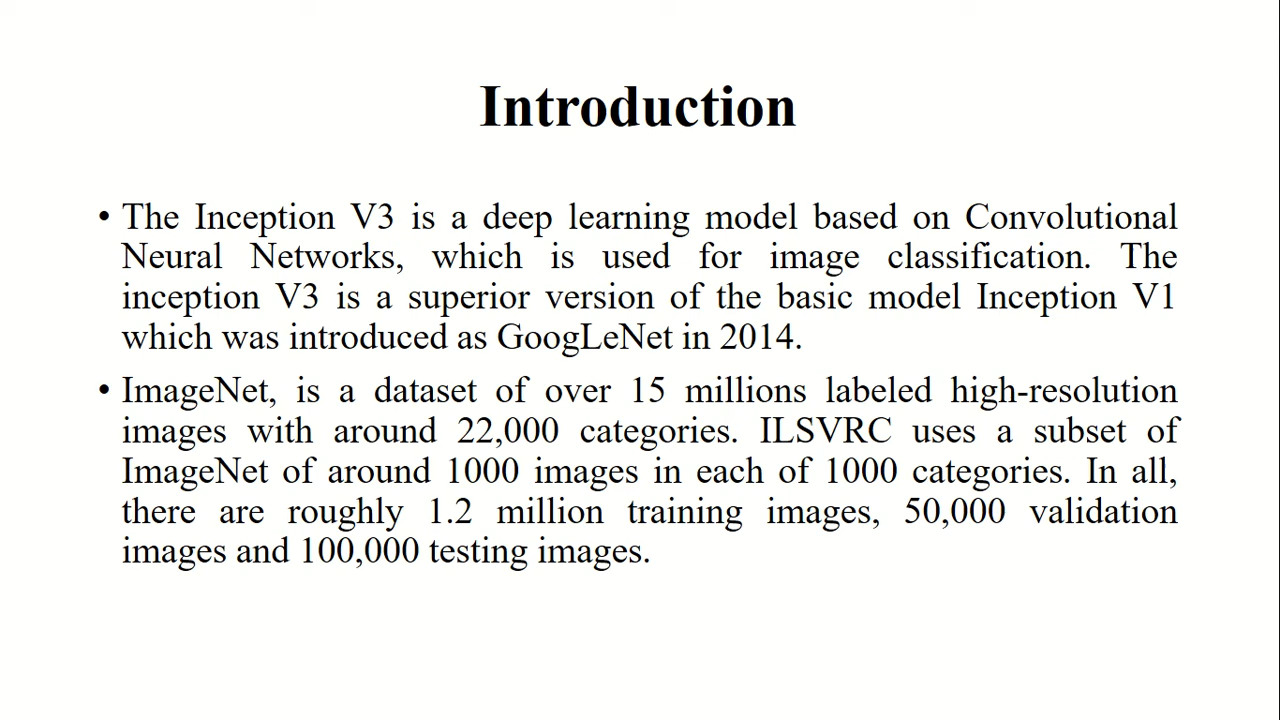 Introduction
• The Inception V3 is a deep learning model based on Convolutional
Neural Networks, which is used for image classification. The
inception V3 is a superior version of the basic model Inception V1
which was introduced as GoogLeNet in 2014.
• ImageNet, is a dataset of over 15 millions labeled high-resolution
images with around 22,000 categories. ILSVRC uses a subset of
ImageNet of around 1000 images in each of 1000 categories. In all,
there are roughly 1.2 million training images, 50,000 validation
images and 100,000 testing images.